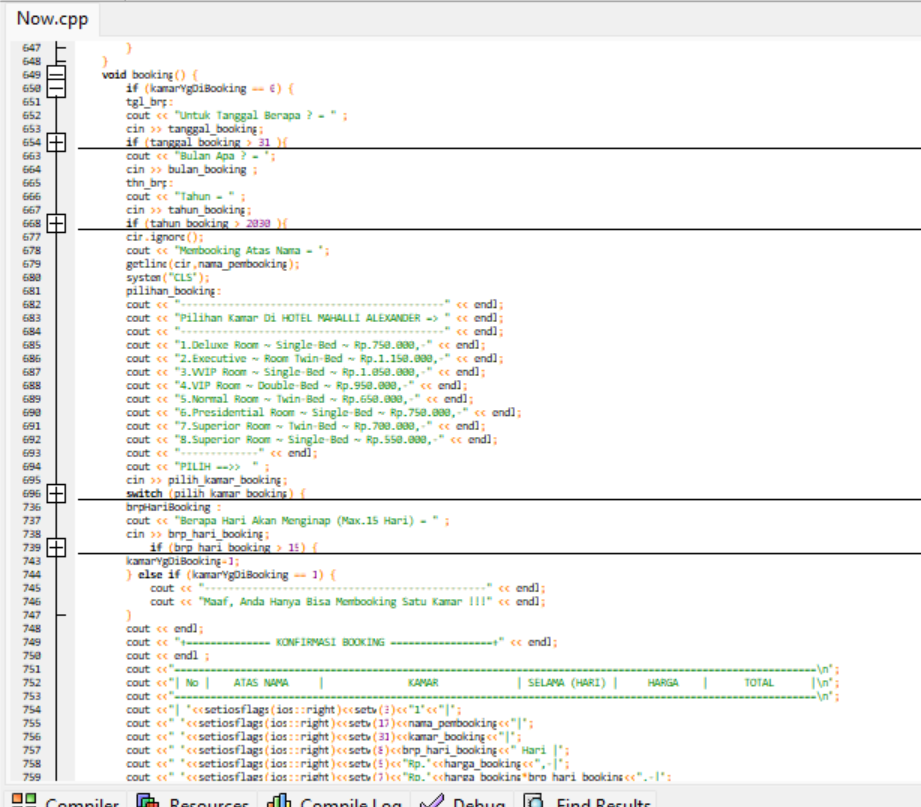 Now.cpp
647 }
648 }
649 void booking() {
650 if (kamarYgDiBooking == 0) {
651 tgl_brp:
652 cout << "Untuk Tanggal Berapa ? = " ;
653 cin >> tanggal_booking;
654 if (tanggal_booking > 31 ){
663 cout << "Bulan Apa ? = ";
664 cin >> bulan_booking ;
665 thn_brp:
666 cout << "Tahun = " ;
667 cin >> tahun_booking;
668 if (tahun_booking > 2030 ){
677 cin.ignore();
678 cout << "Membooking Atas Nama = ";
679 getline(cin,nama_pembooking);
680 system("CLS");
681 pilihan_booking:
682 cout << "--------------------------------------------" << endl;
683 cout << "Pilihan Kamar Di HOTEL MAHALLI ALEXANDER => " << endl;
684 cout << "--------------------------------------------" << endl;
685 cout << "1.Deluxe Room ~ Single-Bed ~ Rp.750.000,-" << endl;
686 cout << "2.Executive ~ Room Twin-Bed ~ Rp.1.150.000,-" << endl;
687 cout << "3.VVIP Room ~ Single-Bed ~ Rp.1.050.000,-" << endl;
688 cout << "4.VIP Room ~ Double-Bed ~ Rp.950.000,-" << endl;
689 cout << "5.Normal Room ~ Twin-Bed ~ Rp.650.000,-" << endl;
690 cout << "6.Presidential Room ~ Single-Bed ~ Rp.750.000,-" << endl;
691 cout << "7.Superior Room ~ Twin-Bed ~ Rp.700.000,-" << endl;
692 cout << "8.Superior Room ~ Single-Bed ~ Rp.550.000,-" << endl;
693 cout << "-------------" << endl;
694 cout << "PILIH ==>>  " ;
695 cin >> pilih_kamar_booking;
696 switch (pilih_kamar_booking) {
736 brpHariBooking :
737 cout << "Berapa Hari Akan Menginap (Max.15 Hari) = " ;
738 cin >> brp_hari_booking;
739 if (brp_hari_booking > 15) {
743 kamarYgDiBooking=1;
744 } else if (kamarYgDiBooking == 1) {
745 cout << "-----------------------------------------------" << endl;
746 cout << "Maaf, Anda Hanya Bisa Membooking Satu Kamar !!!" << endl;
747 }
748 cout << endl;
749 cout << "+============== KONFIRMASI BOOKING =================+" << endl;
750 cout << endl ;
751 cout <<"===========================================================================================================\n";
752 cout <<"| No |    ATAS NAMA     |              KAMAR             | SELAMA (HARI) |     HARGA    |      TOTAL      |\n";
753 cout <<"===========================================================================================================\n";
754 cout <<"| "<<setiosflags(ios::right)<<setw(3)<<"1"<<"|";
755 cout <<" "<<setiosflags(ios::right)<<setw(17)<<nama_pembooking<<"|";
756 cout <<" "<<setiosflags(ios::right)<<setw(31)<<kamar_booking<<"|";
757 cout <<" "<<setiosflags(ios::right)<<setw(8)<<brp_hari_booking<<" Hari |";
758 cout <<" "<<setiosflags(ios::right)<<setw(5)<<"Rp."<<harga_booking<<",-|";
759 cout <<" "<<setiosflags(ios::right)<<setw(7)<<"Rp."<<harga_booking*brp_hari_booking<<",-|";
Compiler Resources Compile Log Debug Find Results